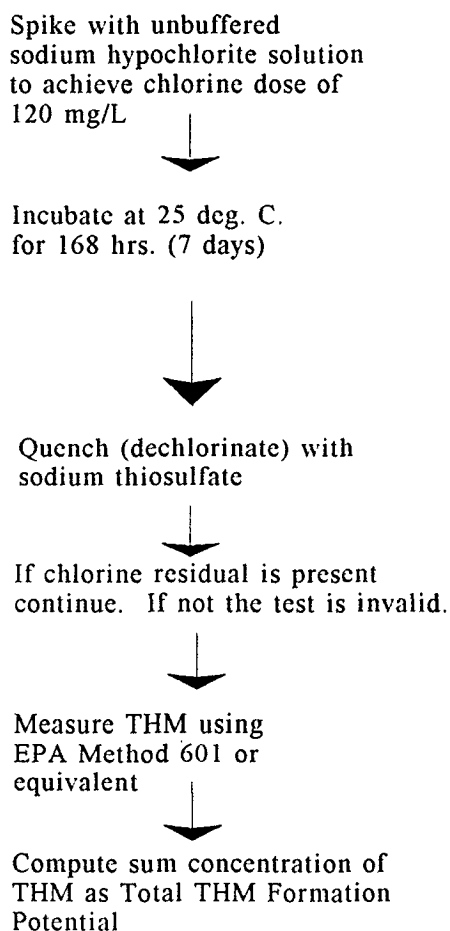 Spike with unbuffered
sodium hypochlorite solution
to achieve chlorine dose of
120 mg/L
Incubate at 25 deg. C.
for 168 hrs. (7 days)
Quench (dechlorinate) with
sodium thiosulfate
If chlorine residual is present
continue. If not the test is invalid.
Measure THM using
EPA Method 601 or
equivalent
Compute sum concentration of
THM as Total THM Formation
Potential